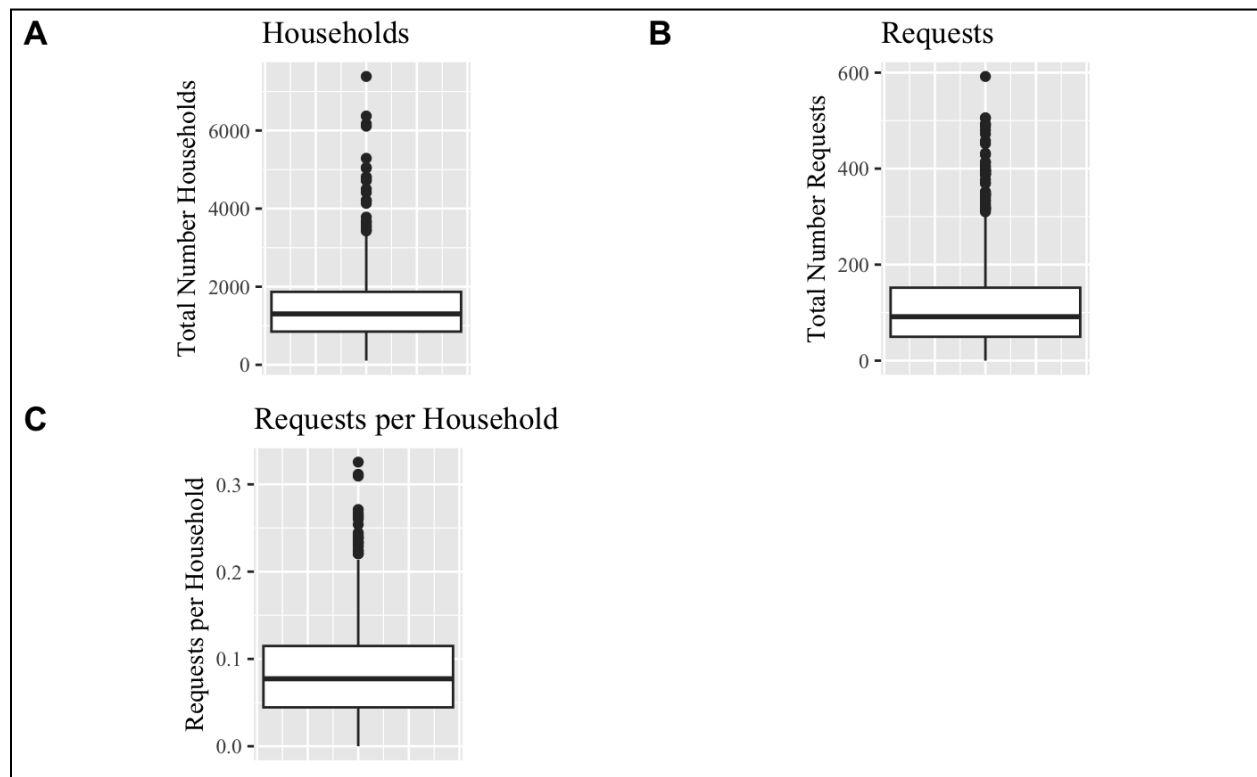 A
Households
Total Number Households
6000
4000
2000
0
B
Requests
Total Number Requests
600
400
200
0
C
Requests per Household
Requests per Household
0.3
0.2
0.1
0.0